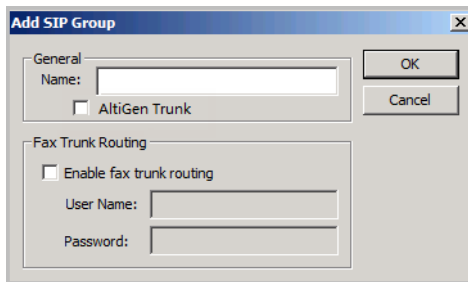 Add SIP Group
General
Name:
AltiGen Trunk
OK
Cancel
Fax Trunk Routing
Enable fax trunk routing
User Name:
Password: